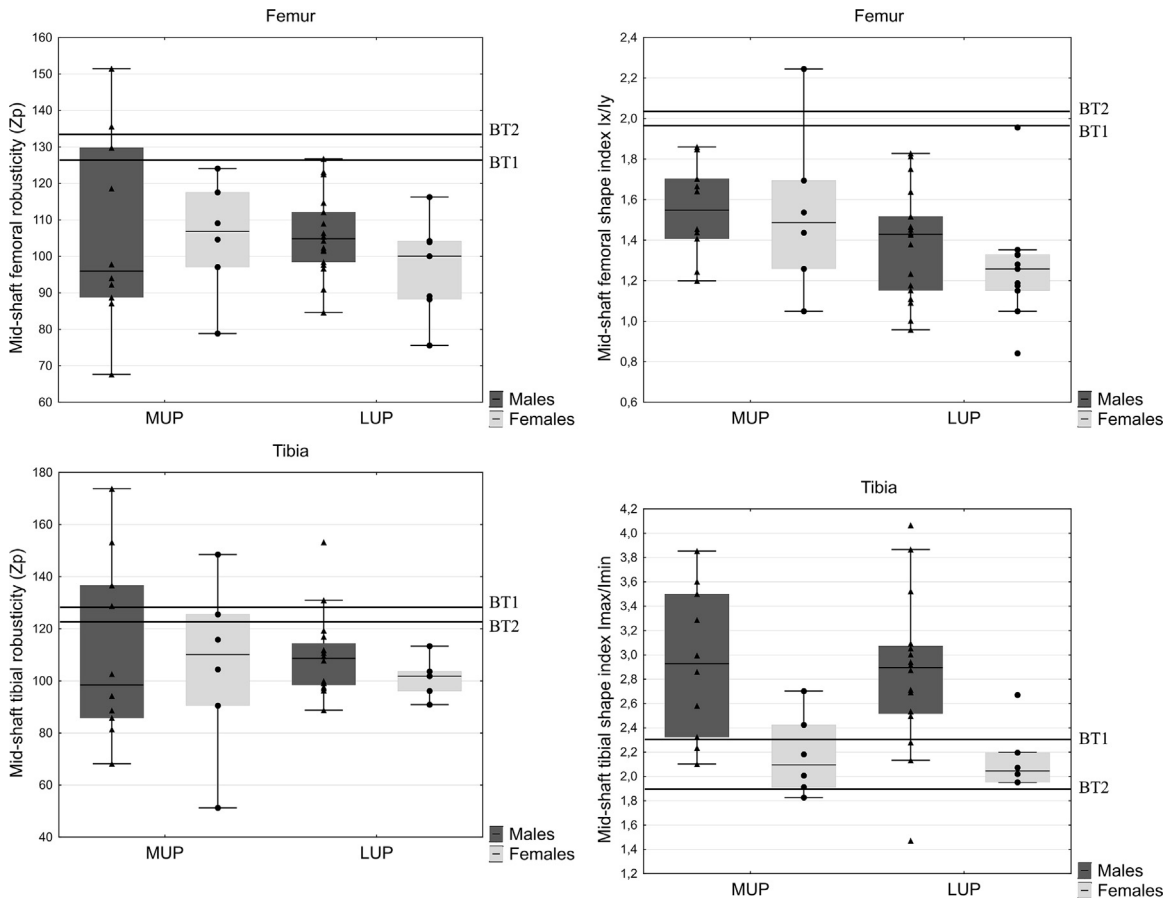 Femur
Mid-shaft femoral robusticity (Zp)
160
150
140
130
120
110
100
90
80
70
60
BT2
BT1
MUP
LUP
Males
Females
Femur
Mid-shaft femoral shape index Ix/Iy
2,4
2,2
2,0
1,8
1,6
1,4
1,2
1,0
0,8
0,6
BT2
BT1
MUP
LUP
Males
Females
Tibia
Mid-shaft tibial robusticity (Zp)
180
160
140
120
100
80
60
40
BT1
BT2
MUP
LUP
Males
Females
Tibia
Mid-shaft tibial shape index Imax/Imin
4,2
4,0
3,8
3,6
3,4
3,2
3,0
2,8
2,6
2,4
2,2
2,0
1,8
1,6
1,4
1,2
BT1
BT2
MUP
LUP
Males
Females